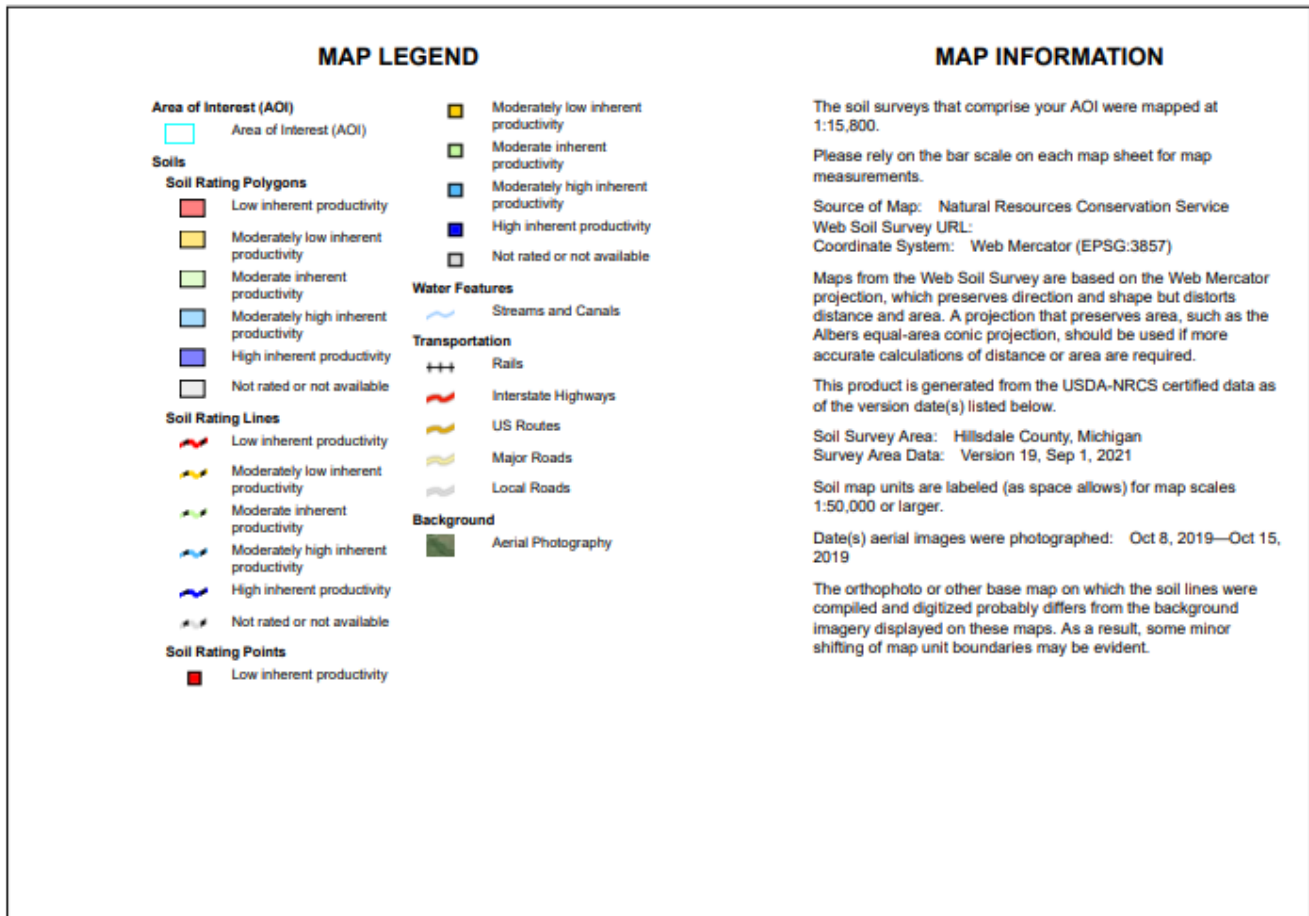 MAP LEGEND
Area of Interest (AOI)
Area of Interest (AOI)
Soils
Soil Rating Polygons
Low inherent productivity
Moderately low inherent
productivity
Moderate inherent
productivity
Moderately high inherent
productivity
High inherent productivity
Not rated or not available
Soil Rating Lines
Low inherent productivity
Moderately low inherent
productivity
Moderate inherent
productivity
Moderately high inherent
productivity
High inherent productivity
Not rated or not available
Soil Rating Points
Low inherent productivity
Moderately low inherent
productivity
Moderate inherent
productivity
Moderately high inherent
productivity
High inherent productivity
Not rated or not available
Water Features
Streams and Canals
Transportation
Rails
Interstate Highways
US Routes
Major Roads
Local Roads
Background
Aerial Photography
MAP INFORMATION
The soil surveys that comprise your AOI were mapped at
1:15,800.
Please rely on the bar scale on each map sheet for map
measurements.
Source of Map: Natural Resources Conservation Service
Web Soil Survey URL:
Coordinate System: Web Mercator (EPSG:3857)
Maps from the Web Soil Survey are based on the Web Mercator
projection, which preserves direction and shape but distorts
distance and area. A projection that preserves area, such as the
Albers equal-area conic projection, should be used if more
accurate calculations of distance or area are required.
This product is generated from the USDA-NRCS certified data as
of the version date(s) listed below.
Soil Survey Area: Hillsdale County, Michigan
Survey Area Data: Version 19, Sep 1, 2021
Soil map units are labeled (as space allows) for map scales
1:50,000 or larger.
Date(s) aerial images were photographed: Oct 8, 2019—Oct 15,
2019
The orthophoto or other base map on which the soil lines were
compiled and digitized probably differs from the background
imagery displayed on these maps. As a result, some minor
shifting of map unit boundaries may be evident.